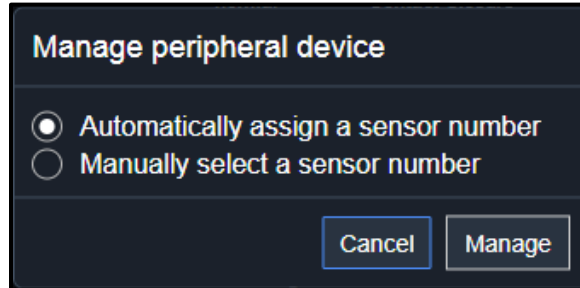 Manage peripheral device
Automatically assign a sensor number
Manually select a sensor number
Cancel Manage